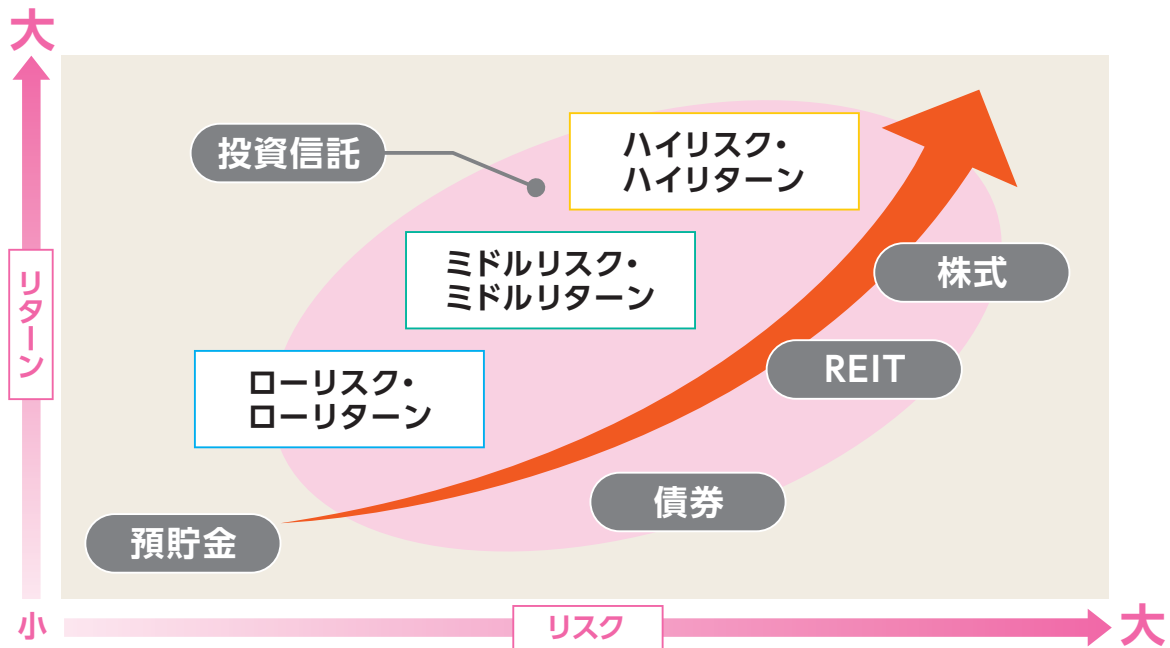 大
投資信託
ハイリスク・
ハイリターン
ミドルリスク・
ミドルリターン
株式
リターン
REIT
ローリスク・
ローリターン
債券
預貯金
小
リスク
大